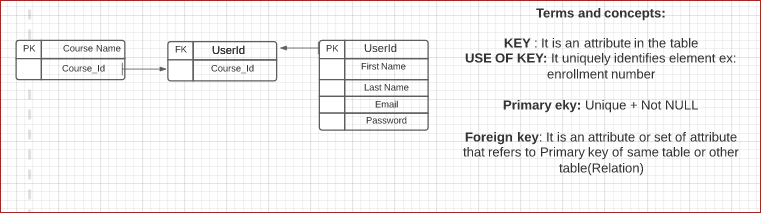 PK Course Name
Course_Id
FK UserId
Course_Id
PK UserId
First Name
Last Name
Email
Password
Terms and concepts:
KEY : It is an attribute in the table
USE OF KEY: It uniquely identifies element ex:
enrollment number
Primary eky: Unique + Not NULL
Foreign key: It is an attribute or set of attribute
that refers to Primary key of same table or other
table(Relation)